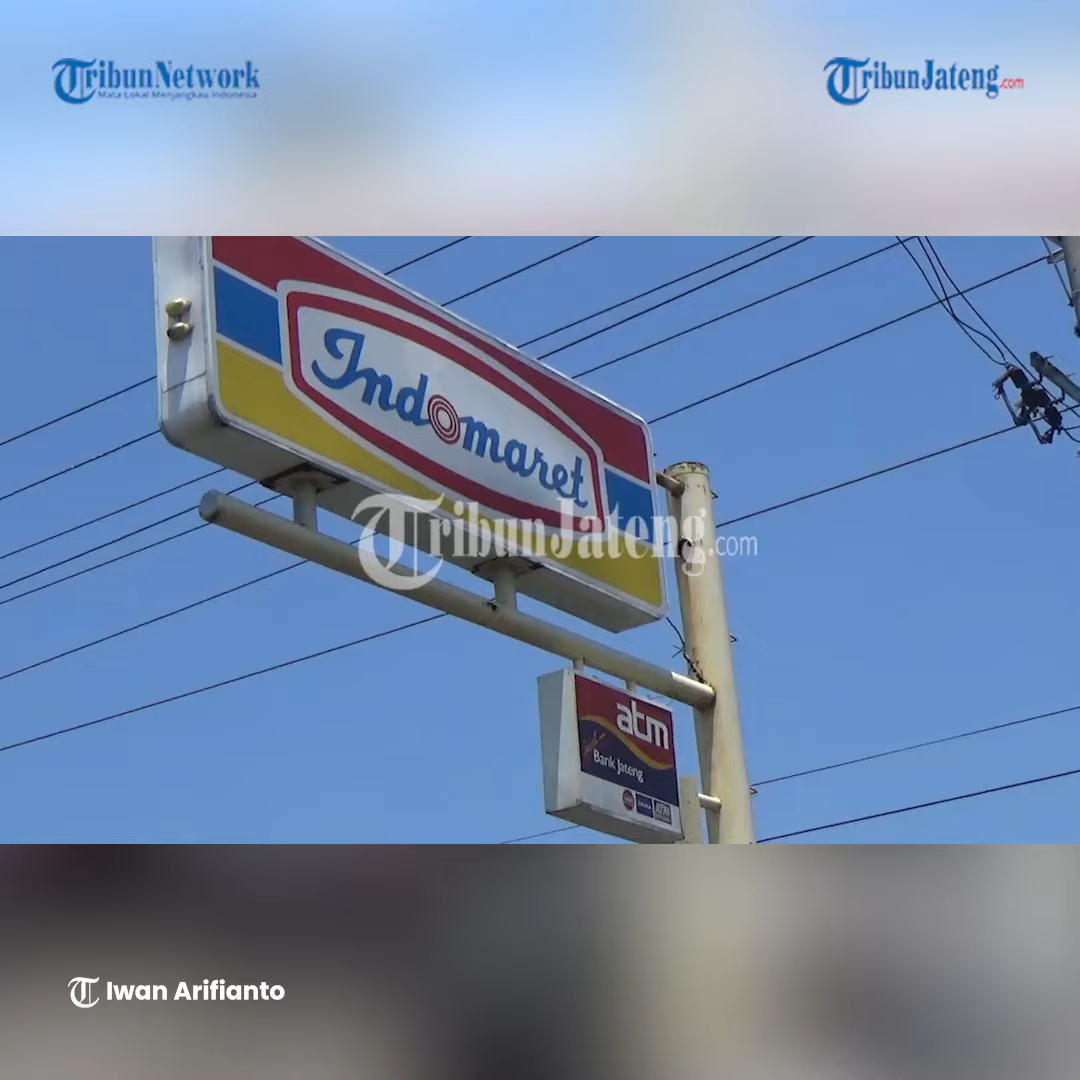 TribunNetwork
Mata Lokal Menjangkau Indonesia
TribunJateng.com
Indomaret
TribunJateng.com
atm
Bank Jateng
Iwan Arifianto